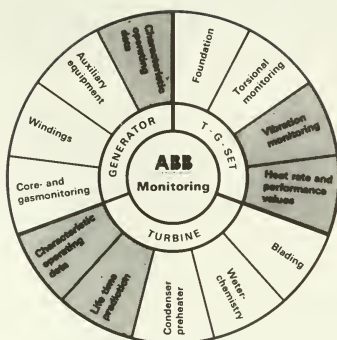 Foundation
Torsional
monitoring
Vibration
monitoring
Heat rate and
performance
values
Blading
Water-
chemistry
Condenser
preheater
Life time
prediction
Characteristic
operating
data
Core- and
gasmonitoring
Windings
Auxiliary
equipment
Characteristic
operating
data
GENERATOR
T.G.SET
TURBINE
ABB
Monitoring